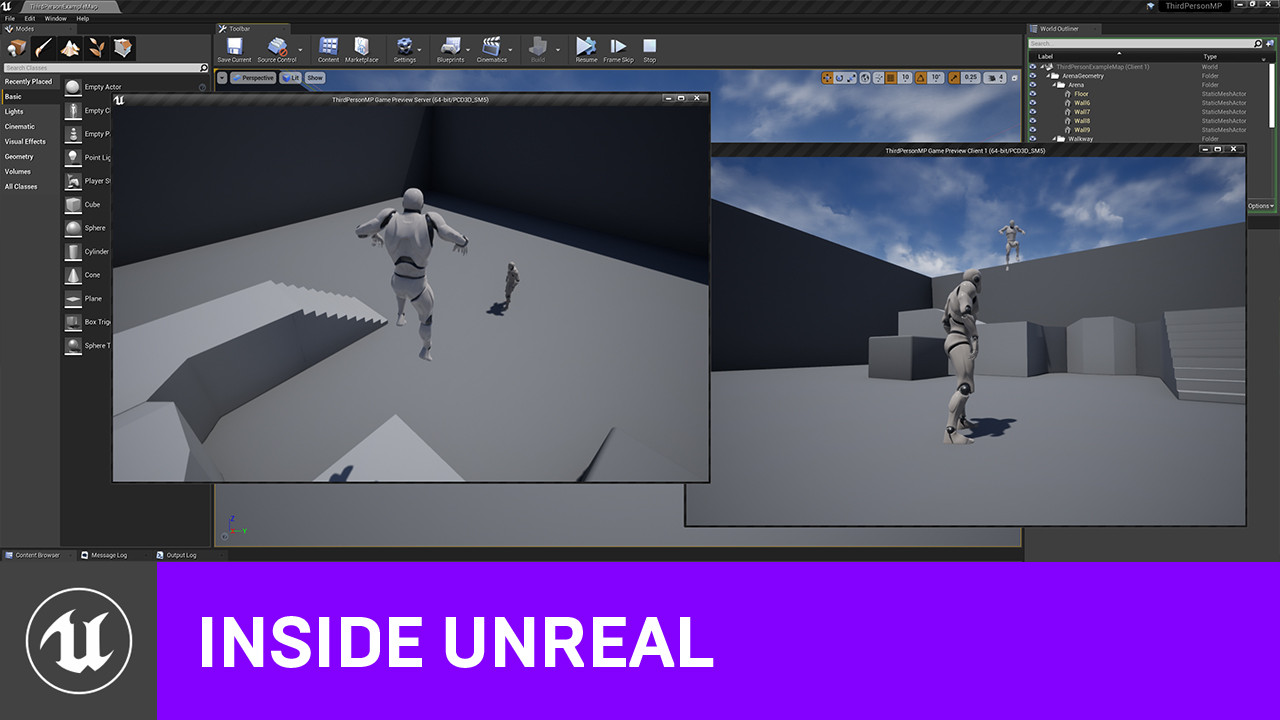 ThirdPersonExampleMap
ThirdPersonMP
File Edit Window Help
Modes
Toolbar
World Outliner
Save Current Source Control Content Marketplace Settings Blueprints Cinematics Build Resume Frame Skip Stop
Search Classes
Search...
Label Type
Recently Placed
Basic
Lights
Cinematic
Visual Effects
Geometry
Volumes
All Classes
Empty Actor
Empty C
Empty P
Point Lig
Player S
Cube
Sphere
Cylinder
Cone
Plane
Box Trig
Sphere T
Perspective Lit Show
10 10° 0.25 4
ThirdPersonExampleMap (Client 1) World
ArenaGeometry Folder
Arena Folder
Floor StaticMeshActor
Wall6 StaticMeshActor
Wall7 StaticMeshActor
Wall8 StaticMeshActor
Wall9 StaticMeshActor
Walkway Folder
Options
ThirdPersonMP Game Preview Server (64-bit/PCD3D_SM5)
ThirdPersonMP Game Preview Client 1 (64-bit/PCD3D_SM5)
Z
Y
Content Browser Message Log Output Log
INSIDE UNREAL